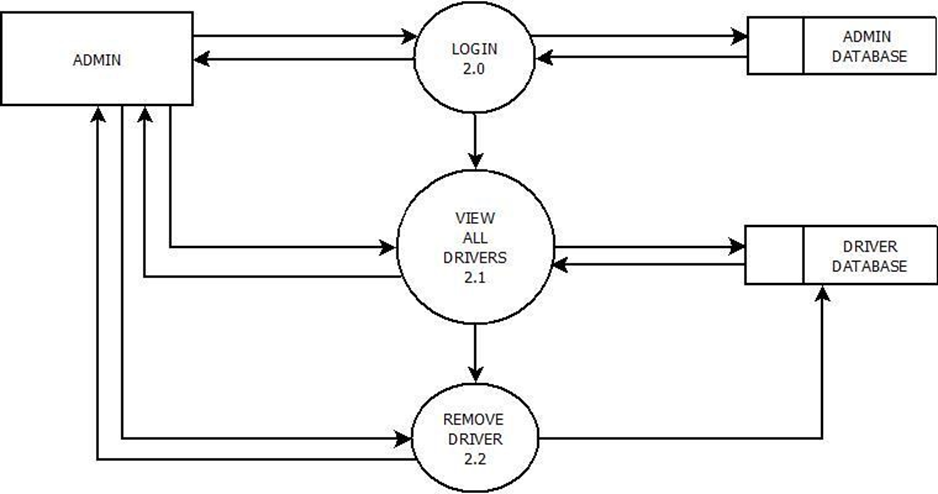 ADMIN
LOGIN
2.0
ADMIN
DATABASE
VIEW
ALL
DRIVERS
2.1
DRIVER
DATABASE
REMOVE
DRIVER
2.2